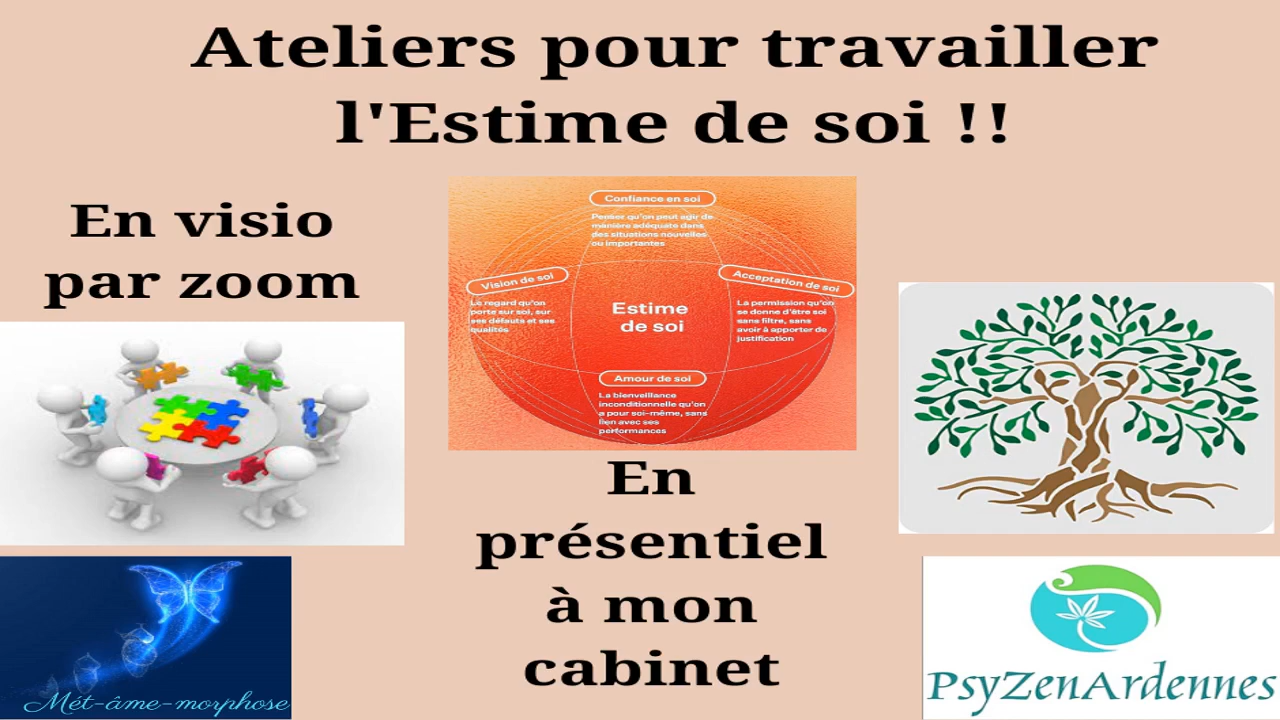 Ateliers pour travailler
l'Estime de soi !!
En visio
par zoom
Confiance en soi
Penser qu'on peut agir de
manière adéquate dans
des situations nouvelles
ou importantes
Vision de soi
Le regard qu'on
porte sur soi, sur
ses défauts et ses
qualités
Estime
de soi
Acceptation de soi
La permission qu'on
se donne d'être soi
sans filtre, sans
avoir à apporter de
justification
Amour de soi
La bienveillance
inconditionnelle qu'on
a pour soi-même, sans
lien avec ses
performances
En
présentiel
à mon
cabinet
Mét-âme-morphose
PsyZenArdennes